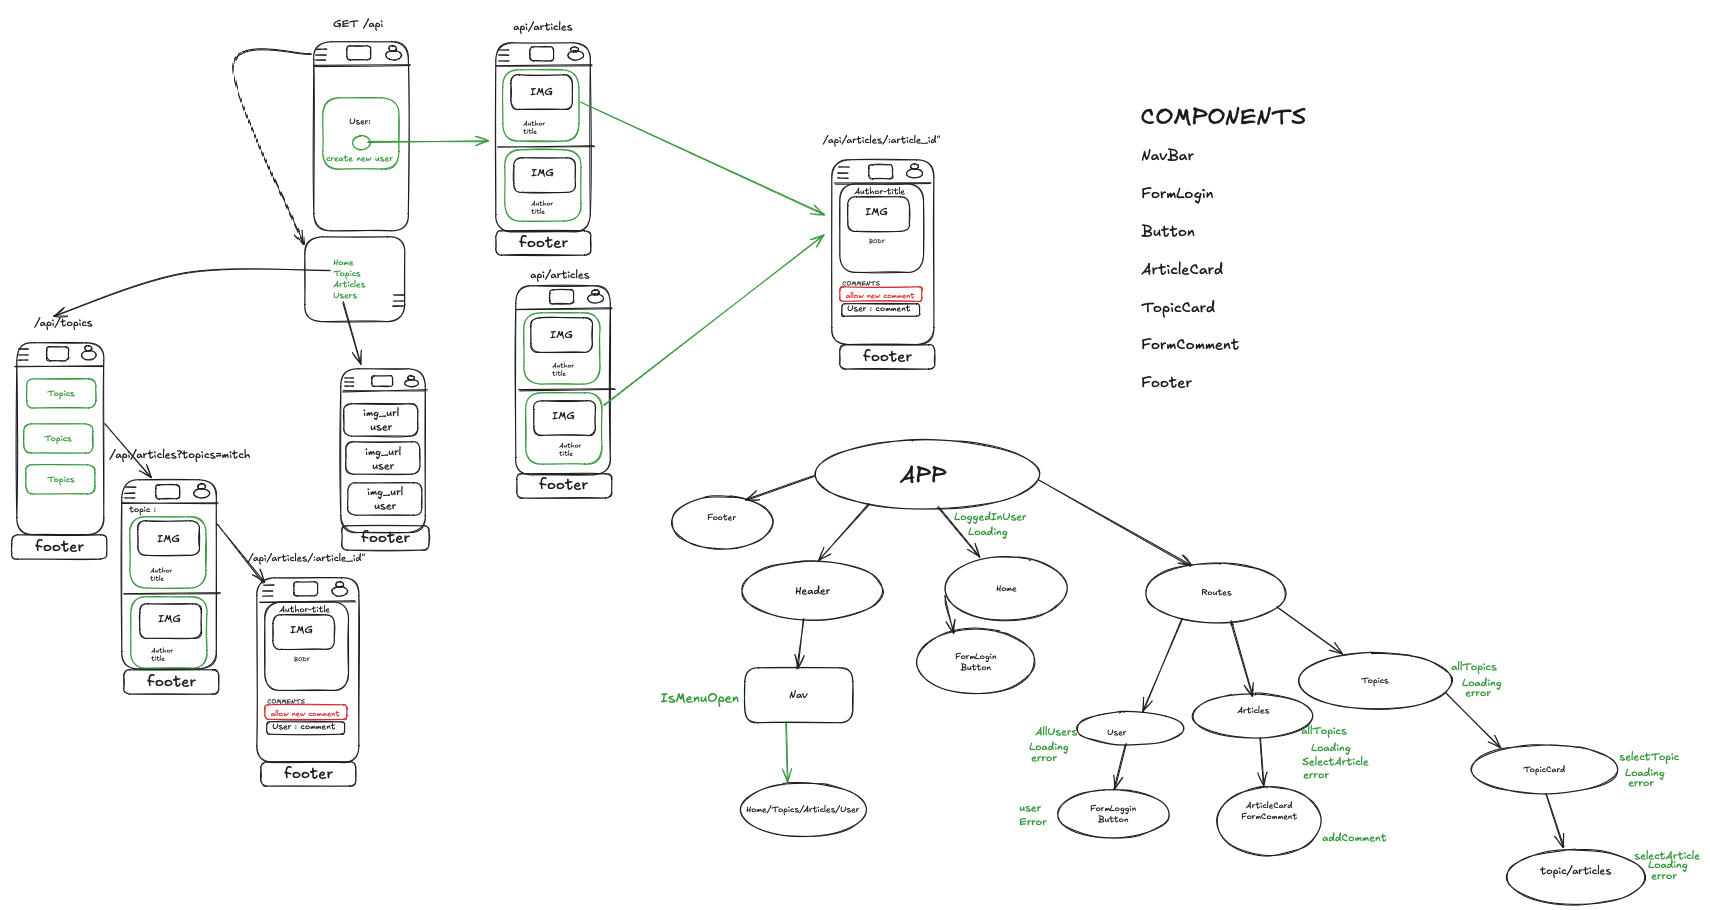 GET /api
User:
create new user
Home
Topics
Articles
Users
api/articles
IMG
Author
title
IMG
Author
title
footer
api/articles
IMG
Author
title
IMG
Author
title
footer
/api/articles/:article_id"
Author-title
IMG
BODY
COMMENTS
allow new comment
User : comment
footer
/api/topics
Topics
Topics
Topics
footer
/api/articles?topics=mitch
topic :
IMG
Author
title
IMG
Author
title
footer
img_url
user
img_url
user
img_url
user
footer
/api/articles/:article_id"
Author-title
IMG
BODY
COMMENTS
allow new comment
User : comment
footer
COMPONENTS
NavBar
FormLogin
Button
ArticleCard
TopicCard
FormComment
Footer
APP
Footer
Header
LoggedInUser
Loading
Home
FormLogin
Button
IsMenuOpen
Nav
Home/Topics/Articles/User
Routes
AllUsers
Loading
error
User
user
Error
FormLoggin
Button
Articles
allTopics
Loading
SelectArticle
error
ArticleCard
FormComment
addComment
Topics
allTopics
Loading
error
TopicCard
selectTopic
Loading
error
topic/articles
selectArticle
Loading
error